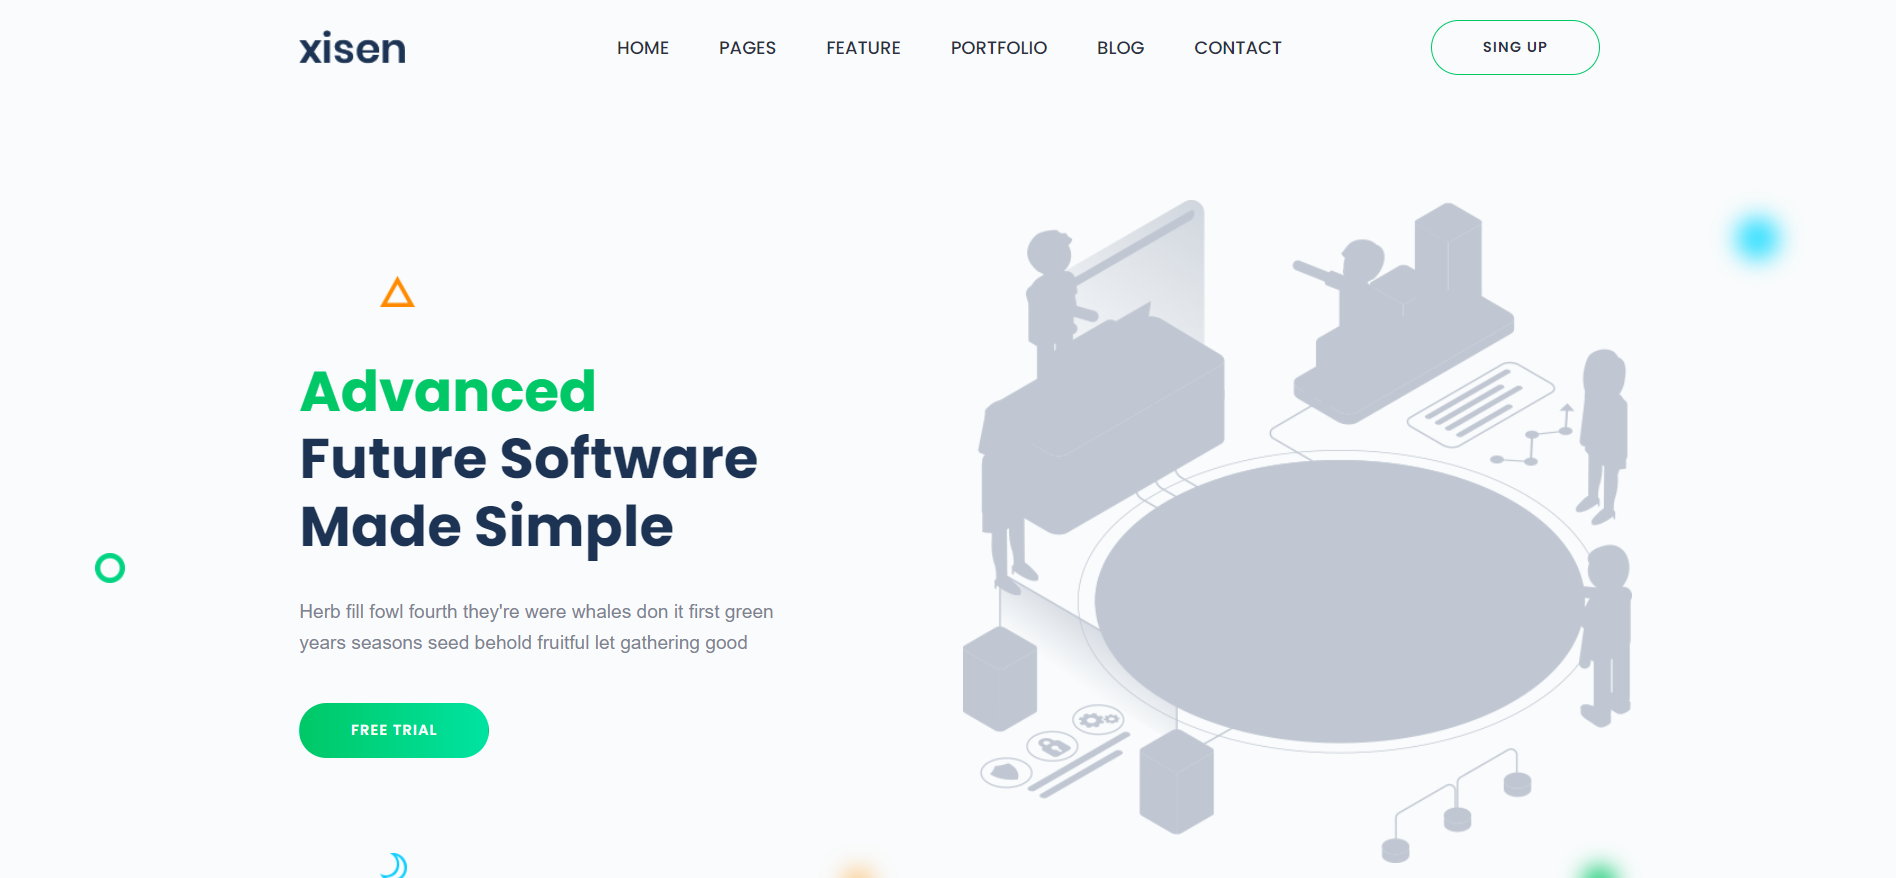 xisen
HOME PAGES FEATURE PORTFOLIO BLOG CONTACT
SING UP
Advanced
Future Software
Made Simple
Herb fill fowl fourth they're were whales don it first green
years seasons seed behold fruitful let gathering good
FREE TRIAL